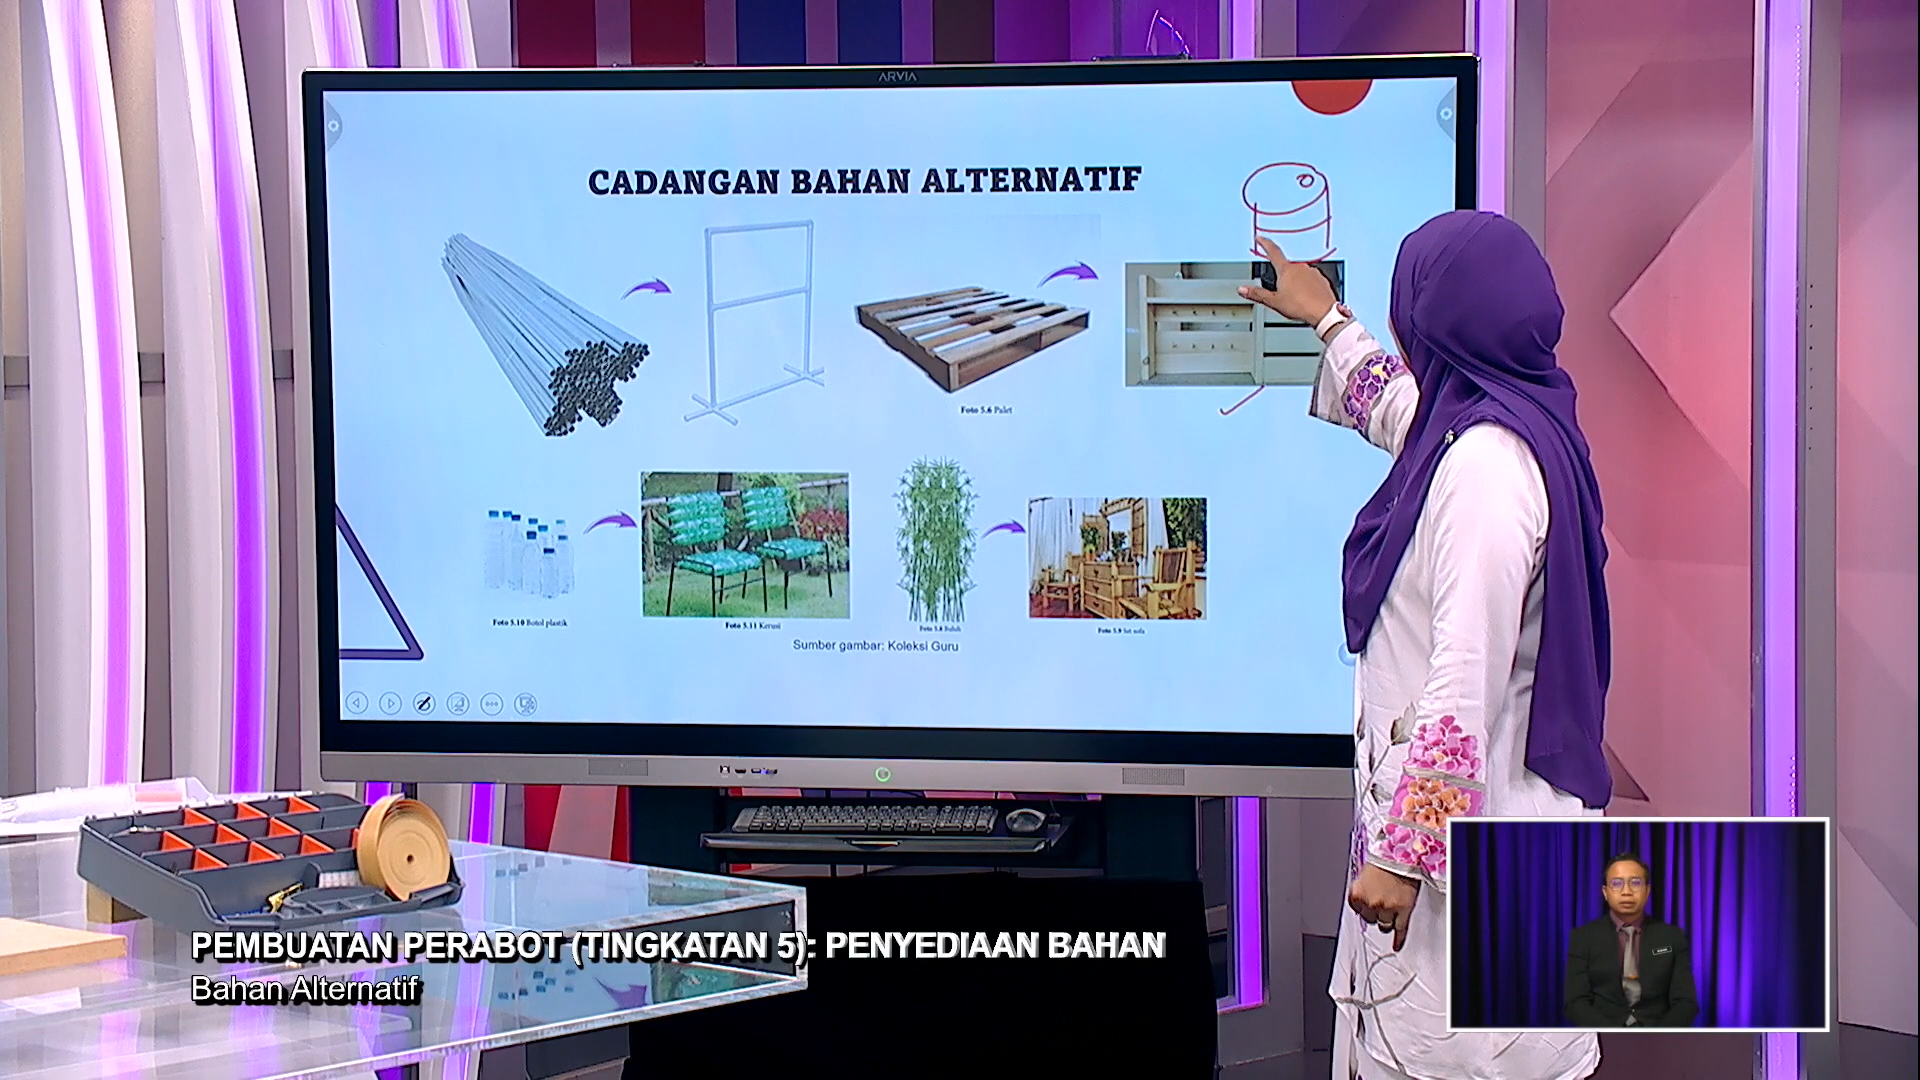 ARVIA
CADANGAN BAHAN ALTERNATIF
Foto 5.6 Palet
Foto 5.10 Botol plastik
Foto 5.11 Kerusi
Foto 5.8 Buluh
Foto 5.9 Set sofa
Sumber gambar: Koleksi Guru
PEMBUATAN PERABOT (TINGKATAN 5): PENYEDIAAN BAHAN
Bahan Alternatif